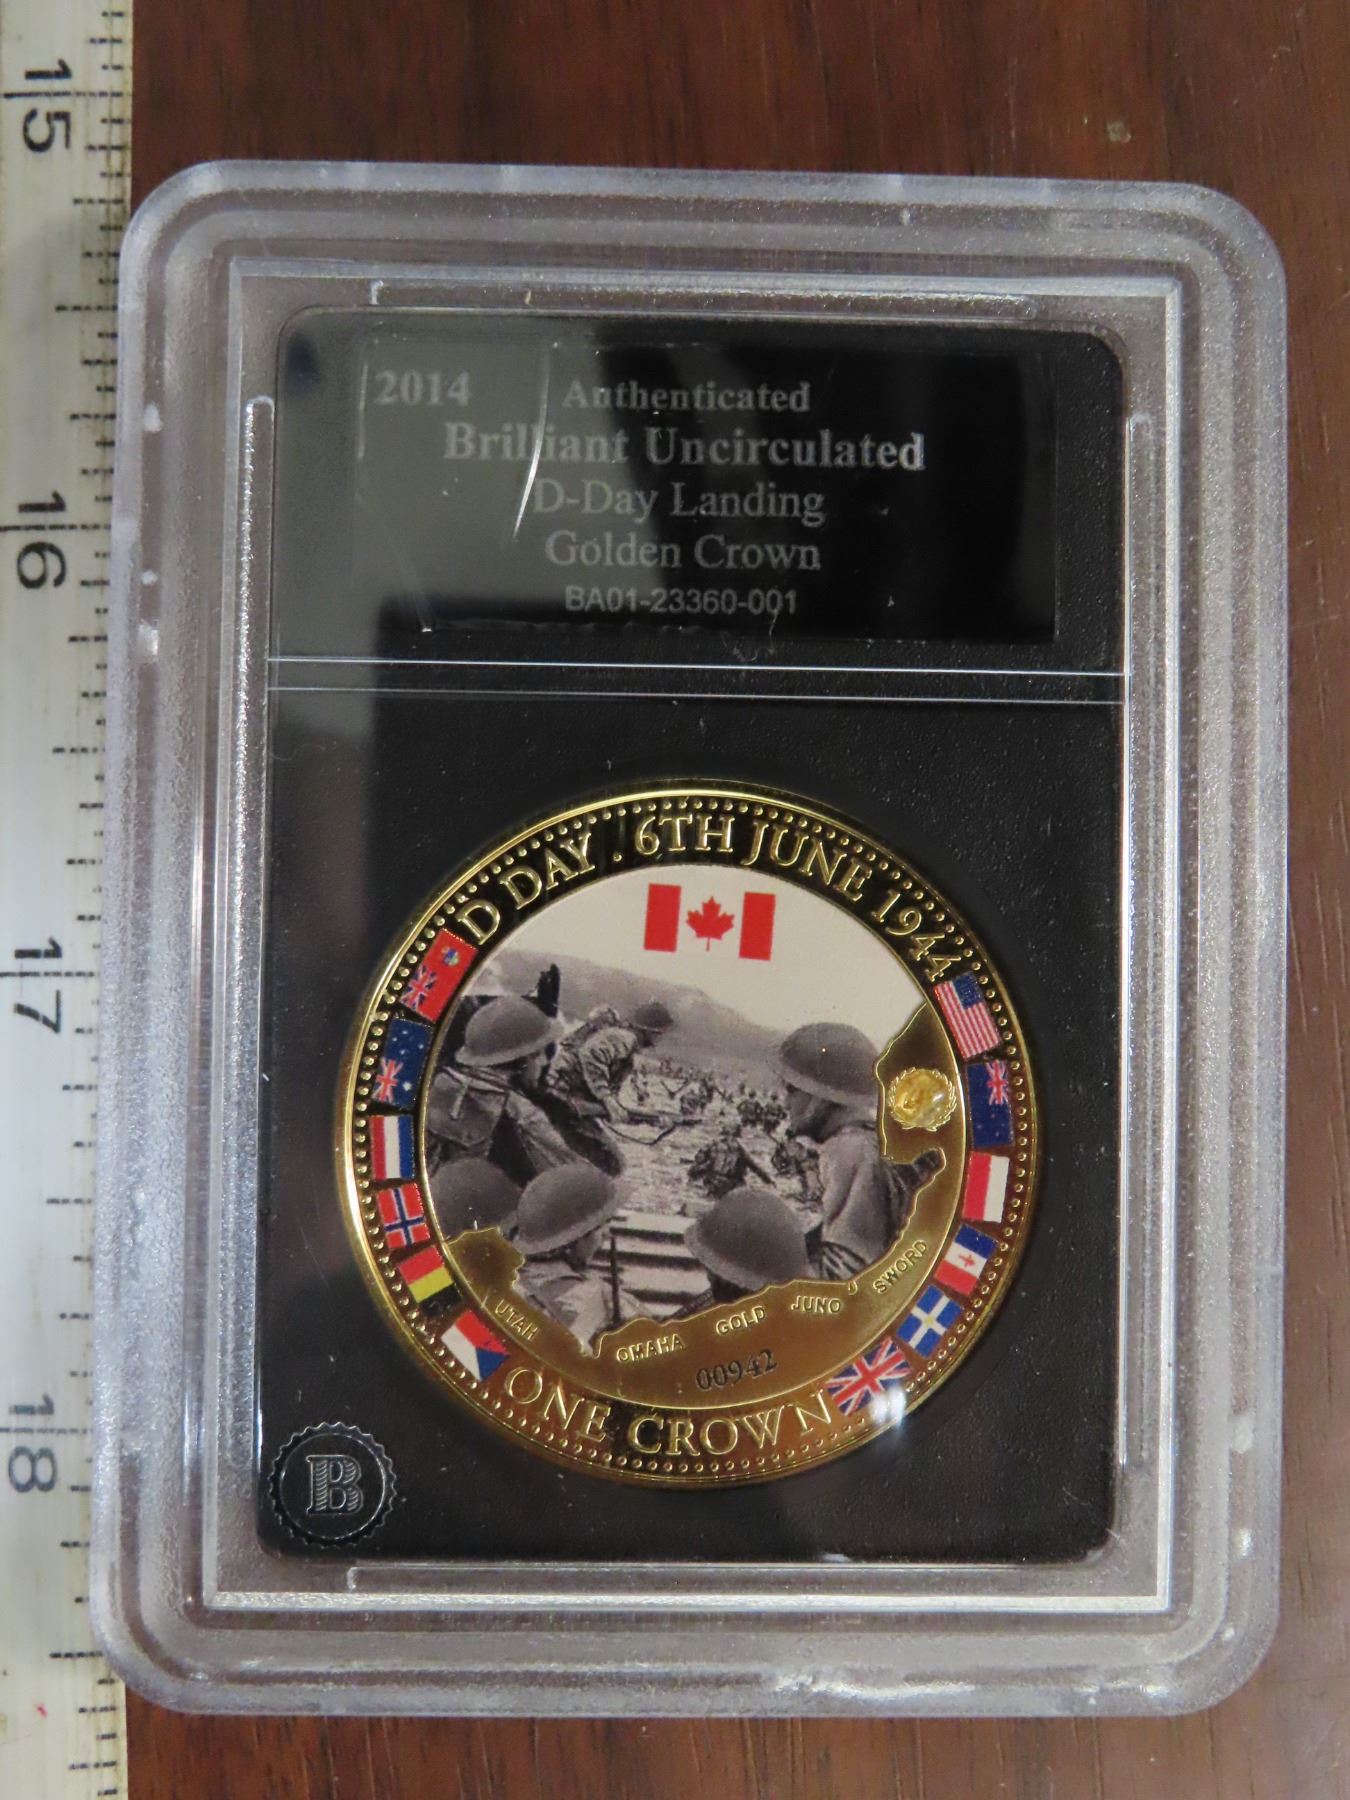 15
16
17
18
2014 Authenticated
Brilliant Uncirculated
D-Day Landing
Golden Crown
BA01-23360-001
D DAY . 6TH JUNE 1944
UTAH OMAHA GOLD JUNO SWORD
00942
ONE CROWN
B